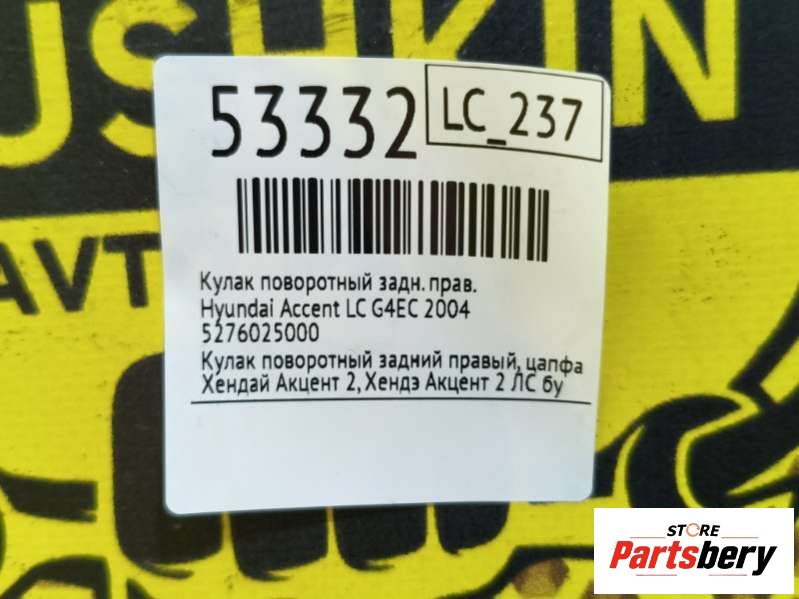 USHKIN
53332
LC_237
АВТ
Кулак поворотный задн. прав.
Hyundai Accent LC G4EC 2004
5276025000
Кулак поворотный задний правый, цапфа
Хендай Акцент 2, Хендэ Акцент 2 ЛС бу
STORE
Partsbery